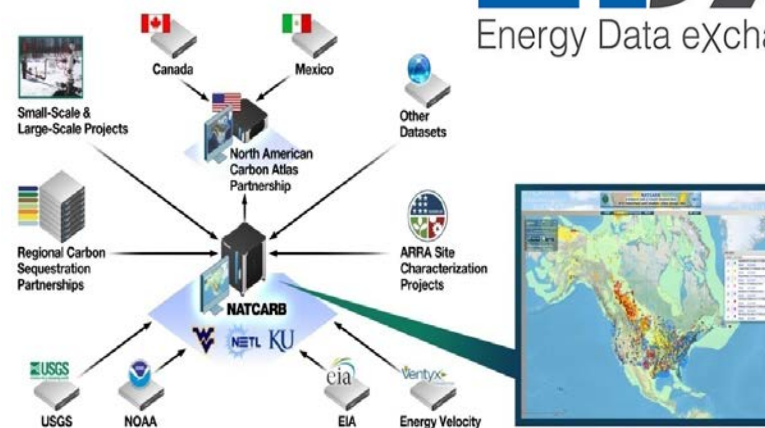 Energy Data eXcha
Canada
Mexico
Small-Scale &
Large-Scale Projects
Other
Datasets
North American
Carbon Atlas
Partnership
Regional Carbon
Sequestration
Partnerships
ARRA Site
Characterization
Projects
NATCARB
NETL KU
USGS
eia
Ventyx
USGS
NOAA
EIA
Energy Velocity